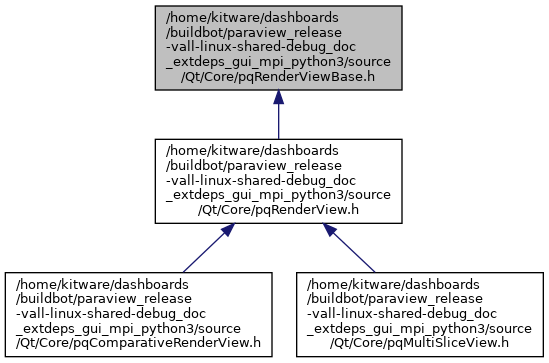 /home/kitware/dashboards
/buildbot/paraview_release
-vall-linux-shared-debug_doc
_extdeps_gui_mpi_python3/source
/Qt/Core/pqRenderViewBase.h
/home/kitware/dashboards
/buildbot/paraview_release
-vall-linux-shared-debug_doc
_extdeps_gui_mpi_python3/source
/Qt/Core/pqRenderView.h
/home/kitware/dashboards
/buildbot/paraview_release
-vall-linux-shared-debug_doc
_extdeps_gui_mpi_python3/source
/Qt/Core/pqComparativeRenderView.h
/home/kitware/dashboards
/buildbot/paraview_release
-vall-linux-shared-debug_doc
_extdeps_gui_mpi_python3/source
/Qt/Core/pqMultiSliceView.h